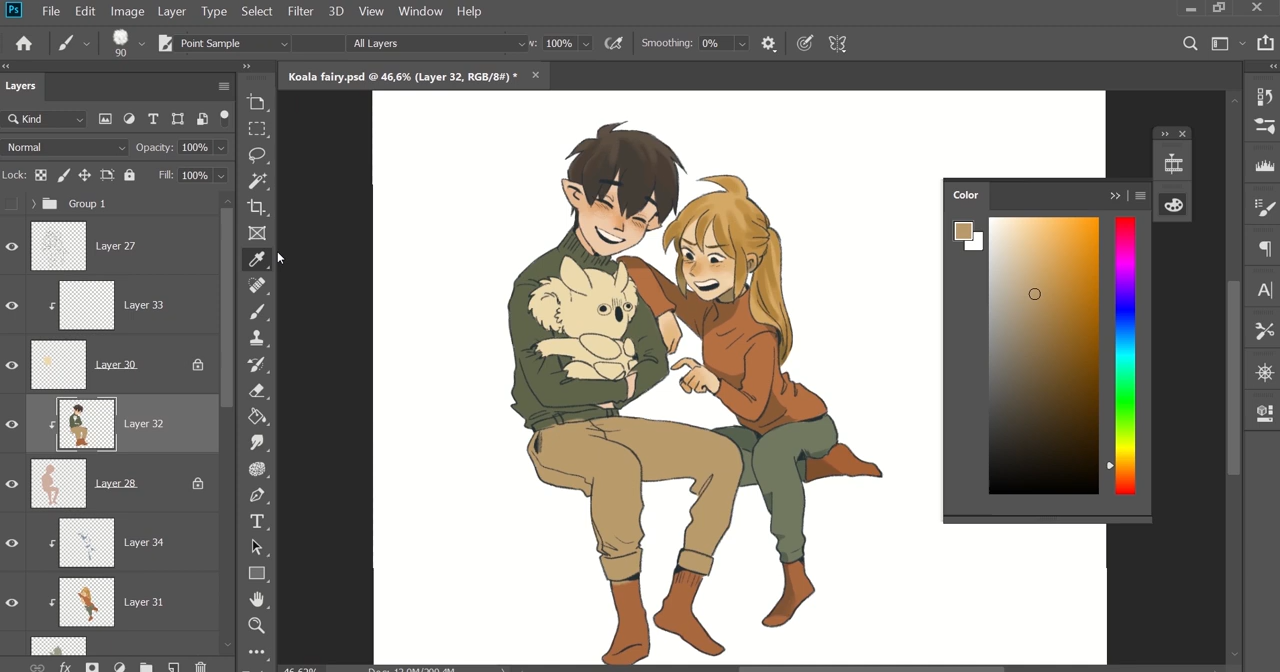 Ps File Edit Image Layer Type Select Filter 3D View Window Help
90 Point Sample All Layers 100% Smoothing: 0%
Layers
Koala fairy.psd @ 46,6% (Layer 32, RGB/8#) *
Kind
Normal Opacity: 100%
Lock: Fill: 100%
Group 1
Layer 27
Layer 33
Layer 30
Layer 32
Layer 28
Layer 34
Layer 31
fx
Color